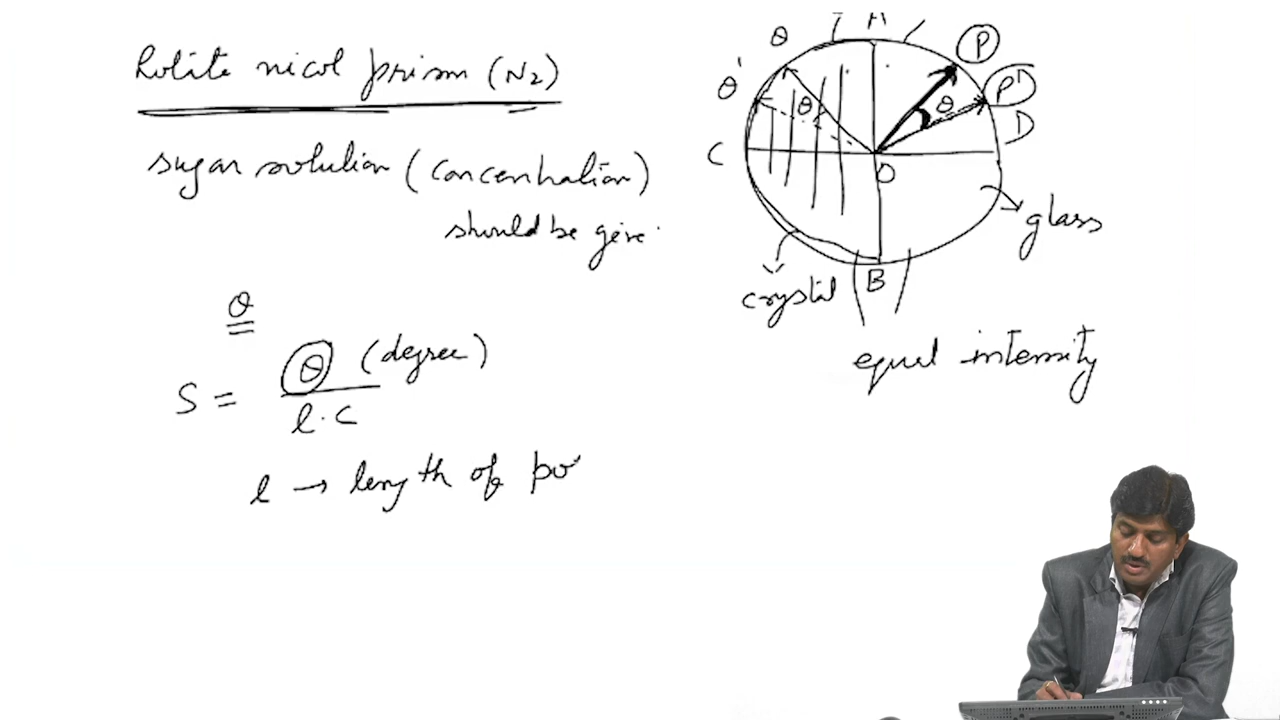 Rotate nicol prism (N2)
sugar solution (concentration)
should be give
θ
S = θ (degree)
l . c
l → length of po
A
P
P'
θ
θ'
θ
θ
C
D
O
B
glass
crystal
equal intensity